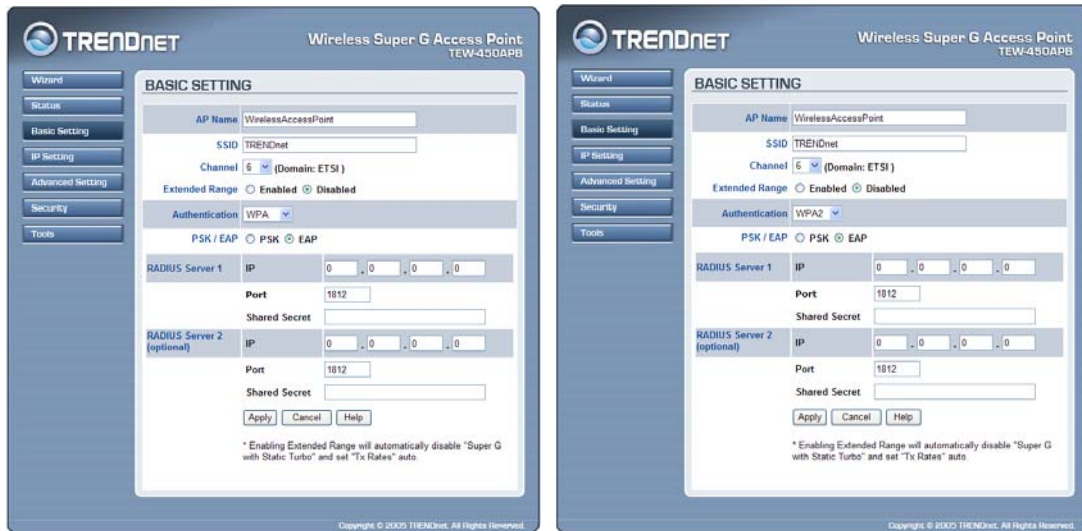 TRENDNET
Wireless Super G Access Point
TEW-450APB
Wizard
Status
Basic Setting
IP Setting
Advanced Setting
Security
Tools
BASIC SETTING
AP Name WirelessAccessPoint
SSID TRENDnet
Channel 6 (Domain: ETSI )
Extended Range Enabled Disabled
Authentication WPA
PSK / EAP PSK EAP
RADIUS Server 1 IP 0 . 0 . 0 . 0
Port 1812
Shared Secret
RADIUS Server 2 (optional) IP 0 . 0 . 0 . 0
Port 1812
Shared Secret
Apply Cancel Help
* Enabling Extended Range will automatically disable "Super G
with Static Turbo" and set "Tx Rates" auto.
Copyright © 2005 TRENDnet. All Rights Reserved.
TRENDNET
Wireless Super G Access Point
TEW-450APB
Wizard
Status
Basic Setting
IP Setting
Advanced Setting
Security
Tools
BASIC SETTING
AP Name WirelessAccessPoint
SSID TRENDnet
Channel 6 (Domain: ETSI )
Extended Range Enabled Disabled
Authentication WPA2
PSK / EAP PSK EAP
RADIUS Server 1 IP 0 . 0 . 0 . 0
Port 1812
Shared Secret
RADIUS Server 2 (optional) IP 0 . 0 . 0 . 0
Port 1812
Shared Secret
Apply Cancel Help
* Enabling Extended Range will automatically disable "Super G
with Static Turbo" and set "Tx Rates" auto.
Copyright © 2005 TRENDnet. All Rights Reserved.